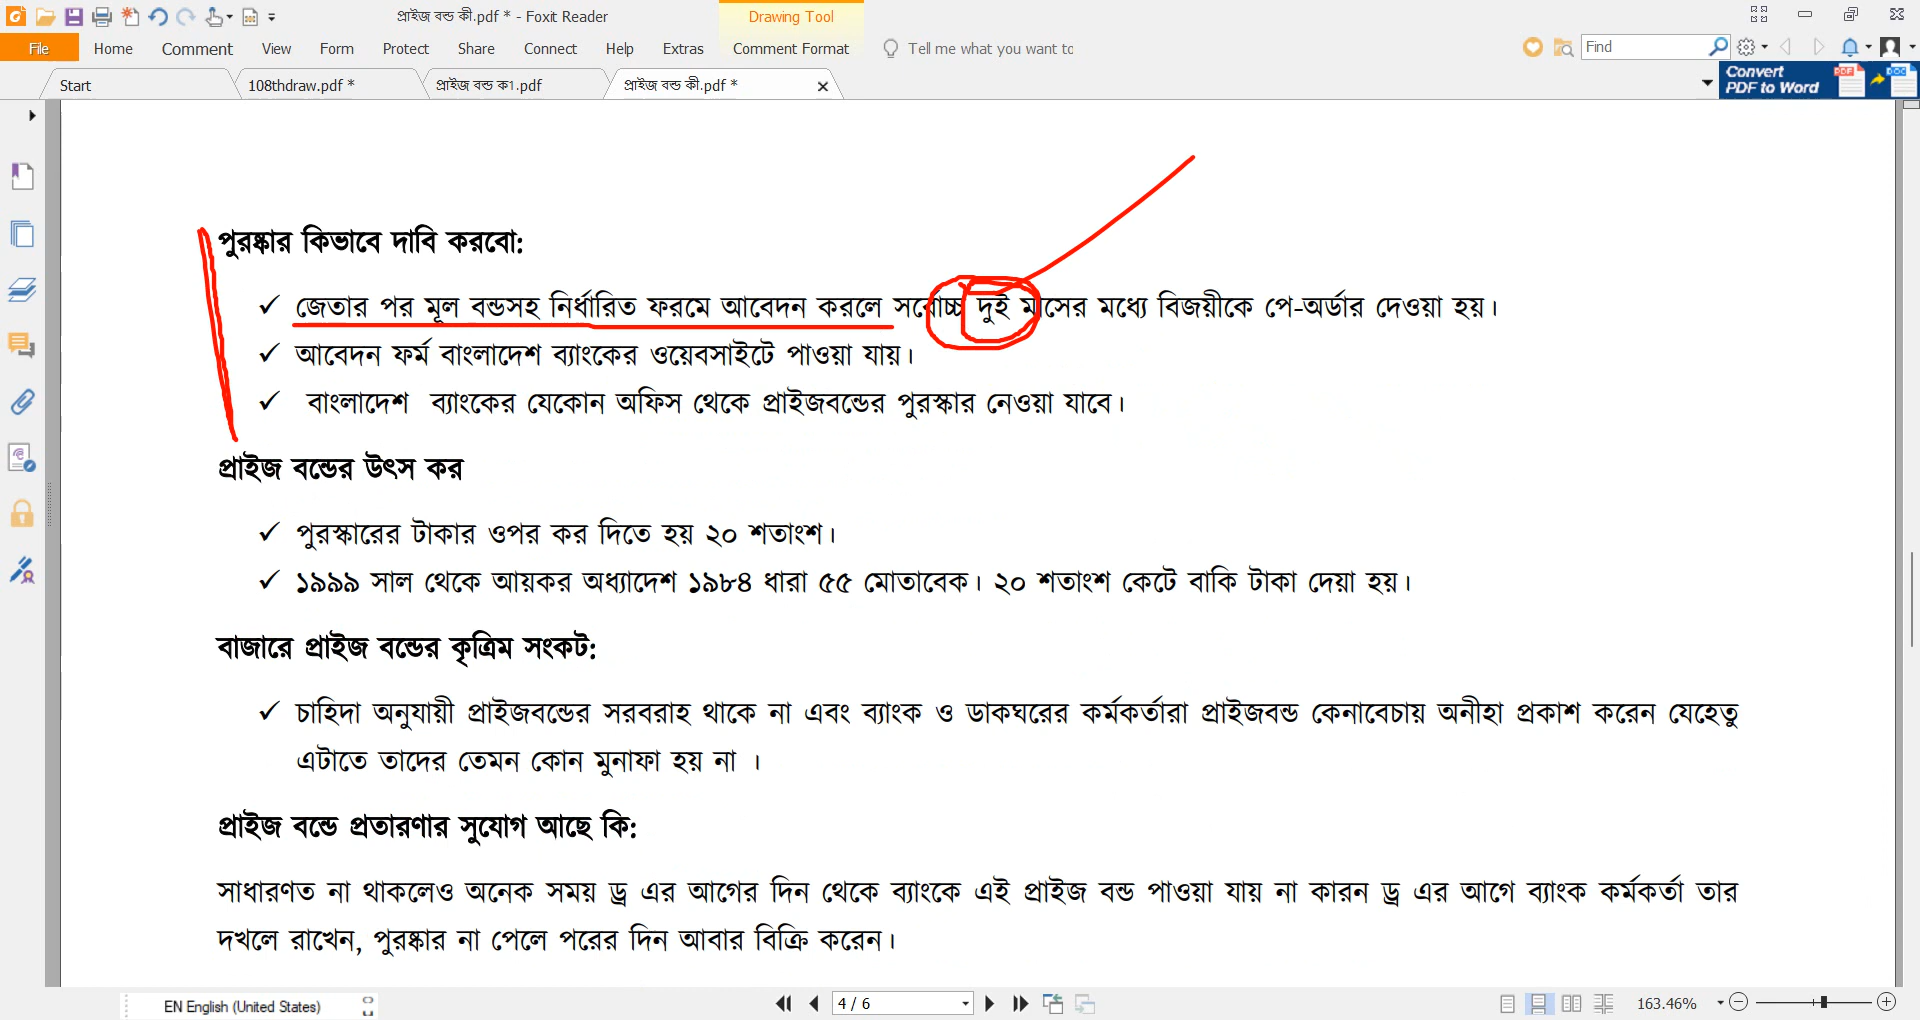 প্রাইজ বন্ড কী.pdf * - Foxit Reader
Drawing Tool
File Home Comment View Form Protect Share Connect Help Extras Comment Format Tell me what you want to Find
Start 108thdraw.pdf * প্রাইজ বন্ড কা.pdf প্রাইজ বন্ড কী.pdf *
Convert
PDF to Word
পুরষ্কার কিভাবে দাবি করবো:
✓ জেতার পর মূল বন্ডসহ নির্ধারিত ফরমে আবেদন করলে সর্বোচ্চ দুই মাসের মধ্যে বিজয়ীকে পে-অর্ডার দেওয়া হয়।
✓ আবেদন ফর্ম বাংলাদেশ ব্যাংকের ওয়েবসাইটে পাওয়া যায়।
✓ বাংলাদেশ ব্যাংকের যেকোন অফিস থেকে প্রাইজবন্ডের পুরস্কার নেওয়া যাবে।
প্রাইজ বন্ডের উৎস কর
✓ পুরস্কারের টাকার ওপর কর দিতে হয় ২০ শতাংশ।
✓ ১৯৯৯ সাল থেকে আয়কর অধ্যাদেশ ১৯৮৪ ধারা ৫৫ মোতাবেক। ২০ শতাংশ কেটে বাকি টাকা দেয়া হয়।
বাজারে প্রাইজ বন্ডের কৃত্রিম সংকট:
✓ চাহিদা অনুযায়ী প্রাইজবন্ডের সরবরাহ থাকে না এবং ব্যাংক ও ডাকঘরের কর্মকর্তারা প্রাইজবন্ড কেনাবেচায় অনীহা প্রকাশ করেন যেহেতু
এটাতে তাদের তেমন কোন মুনাফা হয় না ।
প্রাইজ বন্ডে প্রতারণার সুযোগ আছে কি:
সাধারণত না থাকলেও অনেক সময় ড্র এর আগের দিন থেকে ব্যাংকে এই প্রাইজ বন্ড পাওয়া যায় না কারন ড্র এর আগে ব্যাংক কর্মকর্তা তার
দখলে রাখেন, পুরষ্কার না পেলে পরের দিন আবার বিক্রি করেন।
EN English (United States) 4 / 6 163.46%